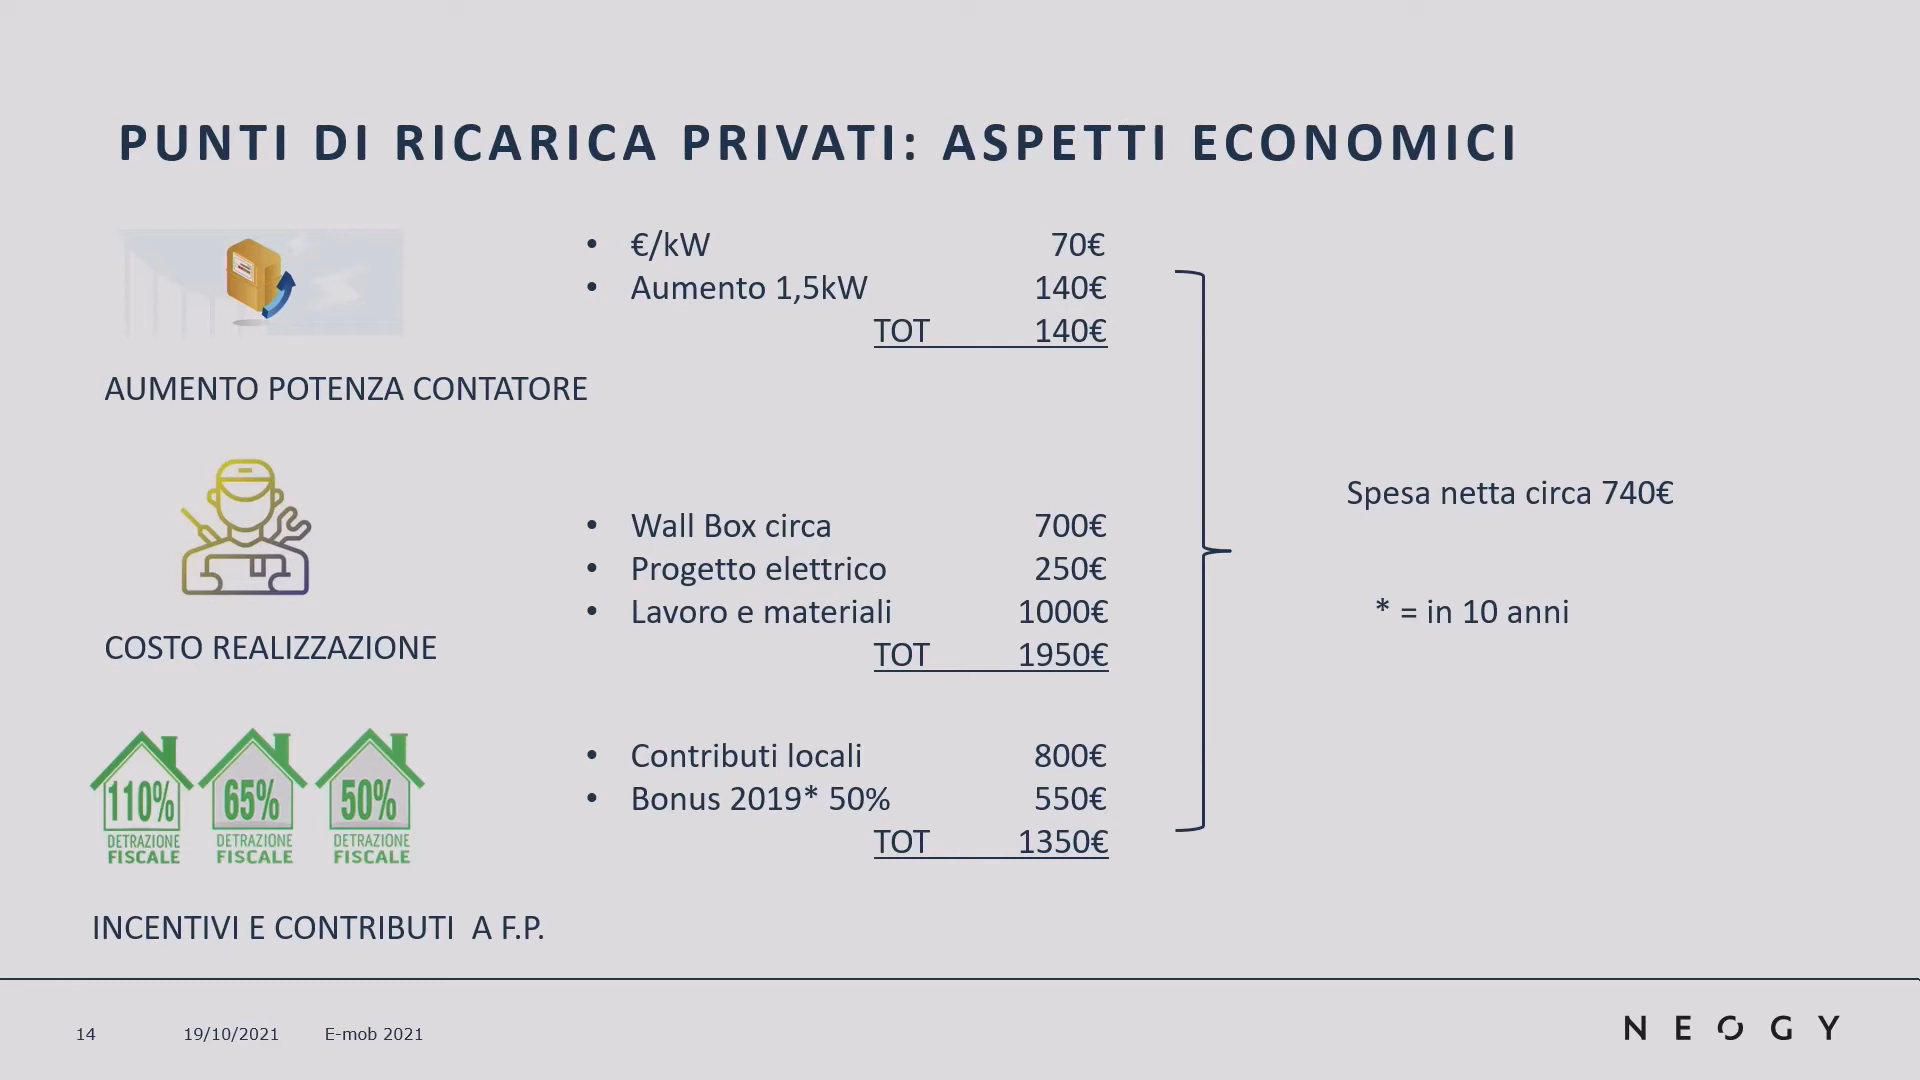 PUNTI DI RICARICA PRIVATI: ASPETTI ECONOMICI
• €/kW 70€
• Aumento 1,5kW 140€
TOT 140€
AUMENTO POTENZA CONTATORE
• Wall Box circa 700€
• Progetto elettrico 250€
• Lavoro e materiali 1000€
TOT 1950€
COSTO REALIZZAZIONE
• Contributi locali 800€
• Bonus 2019* 50% 550€
TOT 1350€
110% DETRAZIONE FISCALE
65% DETRAZIONE FISCALE
50% DETRAZIONE FISCALE
INCENTIVI E CONTRIBUTI A F.P.
Spesa netta circa 740€
* = in 10 anni
14 19/10/2021 E-mob 2021
NEOGY